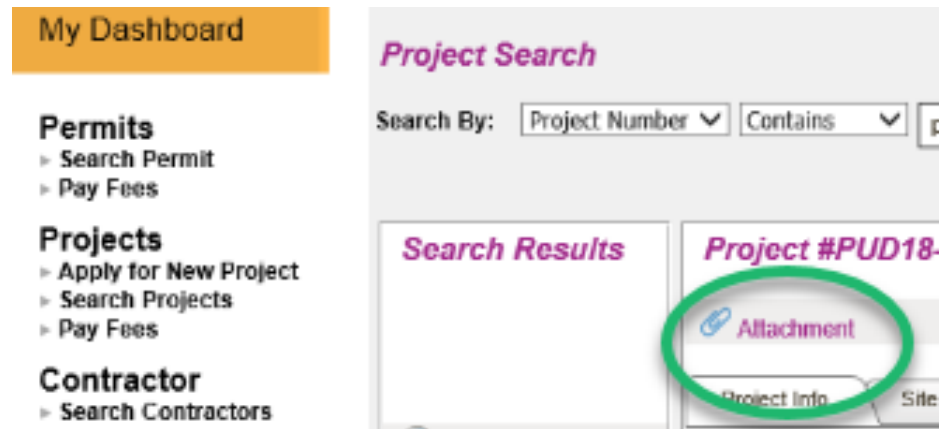 My Dashboard
Permits
Search Permit
Pay Fees
Projects
Apply for New Project
Search Projects
Pay Fees
Contractor
Search Contractors
Project Search
Search By: Project Number Contains p
Search Results
Project #PUD18-
Attachment
Project Info Site